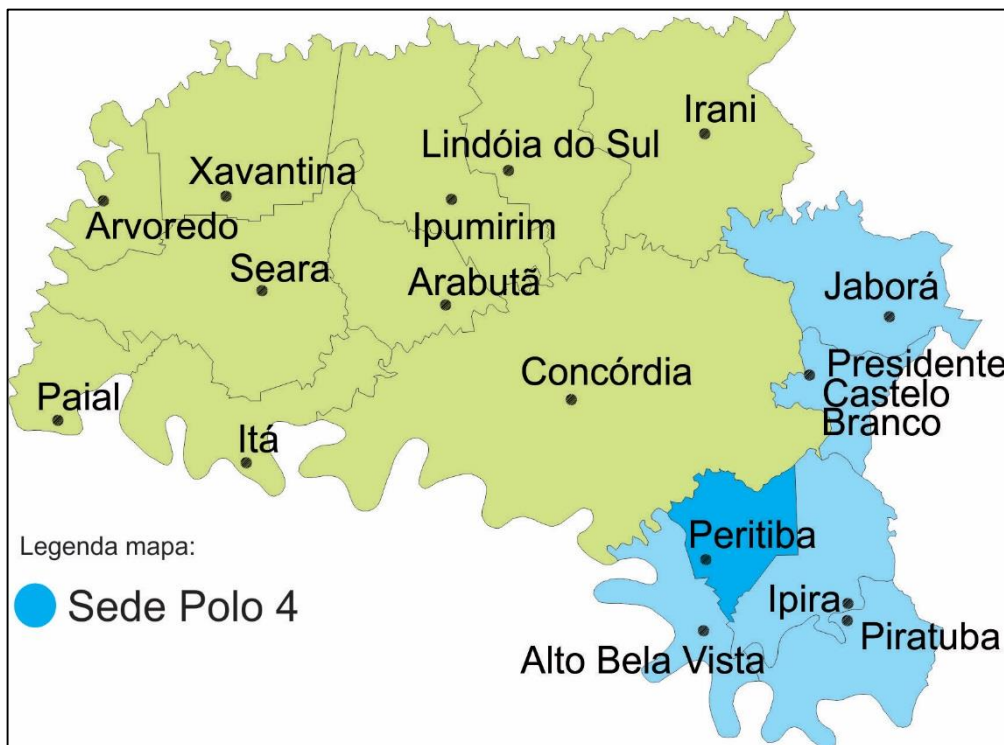 Irani
Lindóia do Sul
Xavantina
Arvoredo
Ipumirim
Seara
Arabutã
Jaborá
Concórdia
Presidente
Castelo
Branco
Paial
Itá
Legenda mapa:
Peritiba
Sede Polo 4
Ipira
Piratuba
Alto Bela Vista